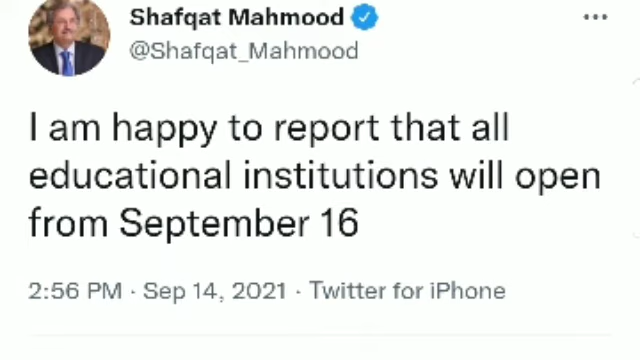 Shafqat Mahmood
@Shafqat_Mahmood
I am happy to report that all
educational institutions will open
from September 16
2:56 PM · Sep 14, 2021 · Twitter for iPhone